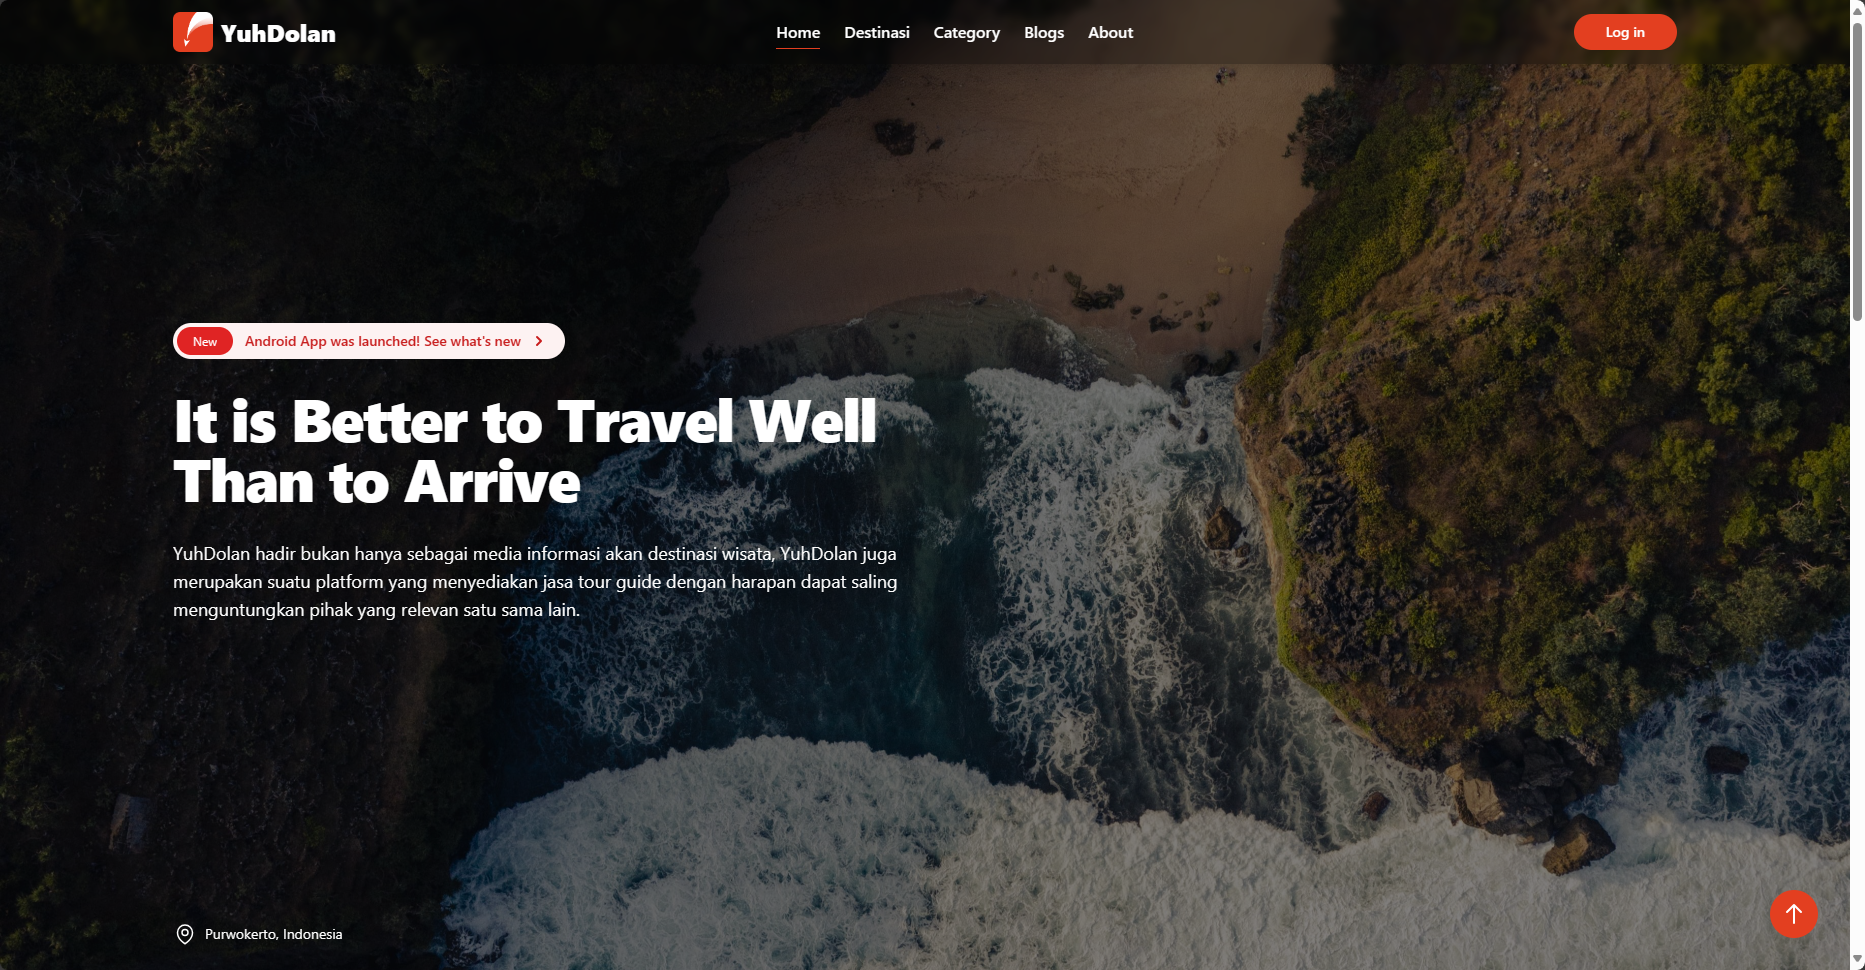 YuhDolan
Home
Destinasi
Category
Blogs
About
Log in
New
Android App was launched! See what's new
It is Better to Travel Well
Than to Arrive
YuhDolan hadir bukan hanya sebagai media informasi akan destinasi wisata, YuhDolan juga
merupakan suatu platform yang menyediakan jasa tour guide dengan harapan dapat saling
menguntungkan pihak yang relevan satu sama lain.
Purwokerto, Indonesia